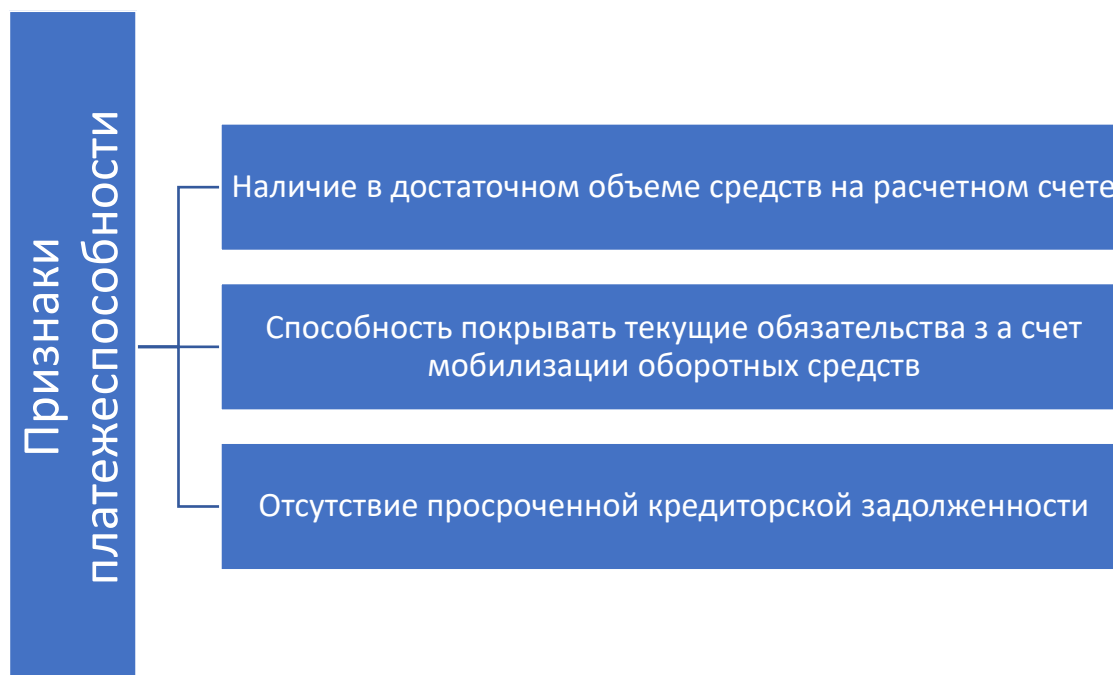 Признаки
платежеспособности
Наличие в достаточном объеме средств на расчетном счете
Способность покрывать текущие обязательства з а счет
мобилизации оборотных средств
Отсутствие просроченной кредиторской задолженности